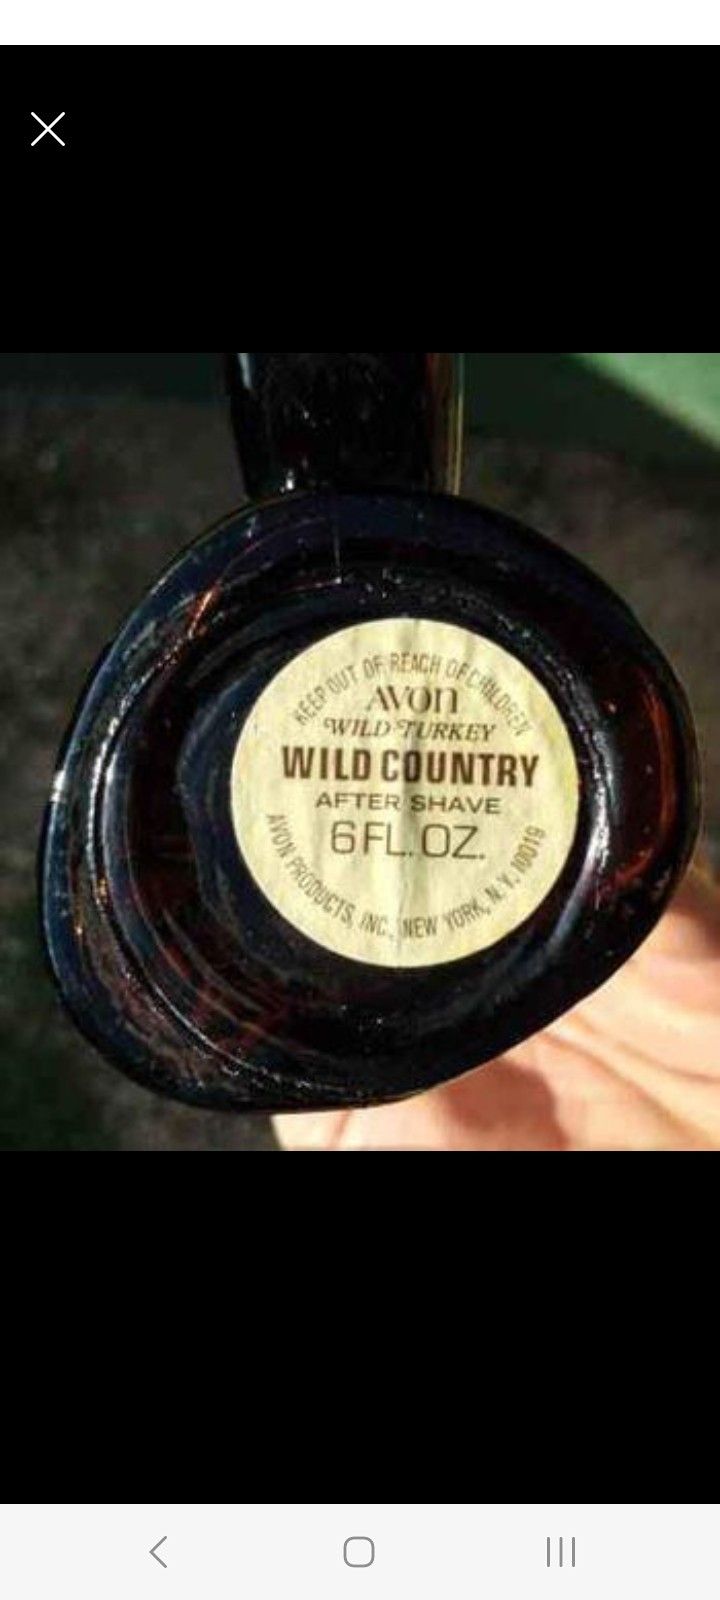 KEEP OUT OF REACH OF CHILDREN
AVON
WILD TURKEY
WILD COUNTRY
AFTER SHAVE
6 FL. OZ.
AVON PRODUCTS, INC., NEW YORK, N.Y. 10019